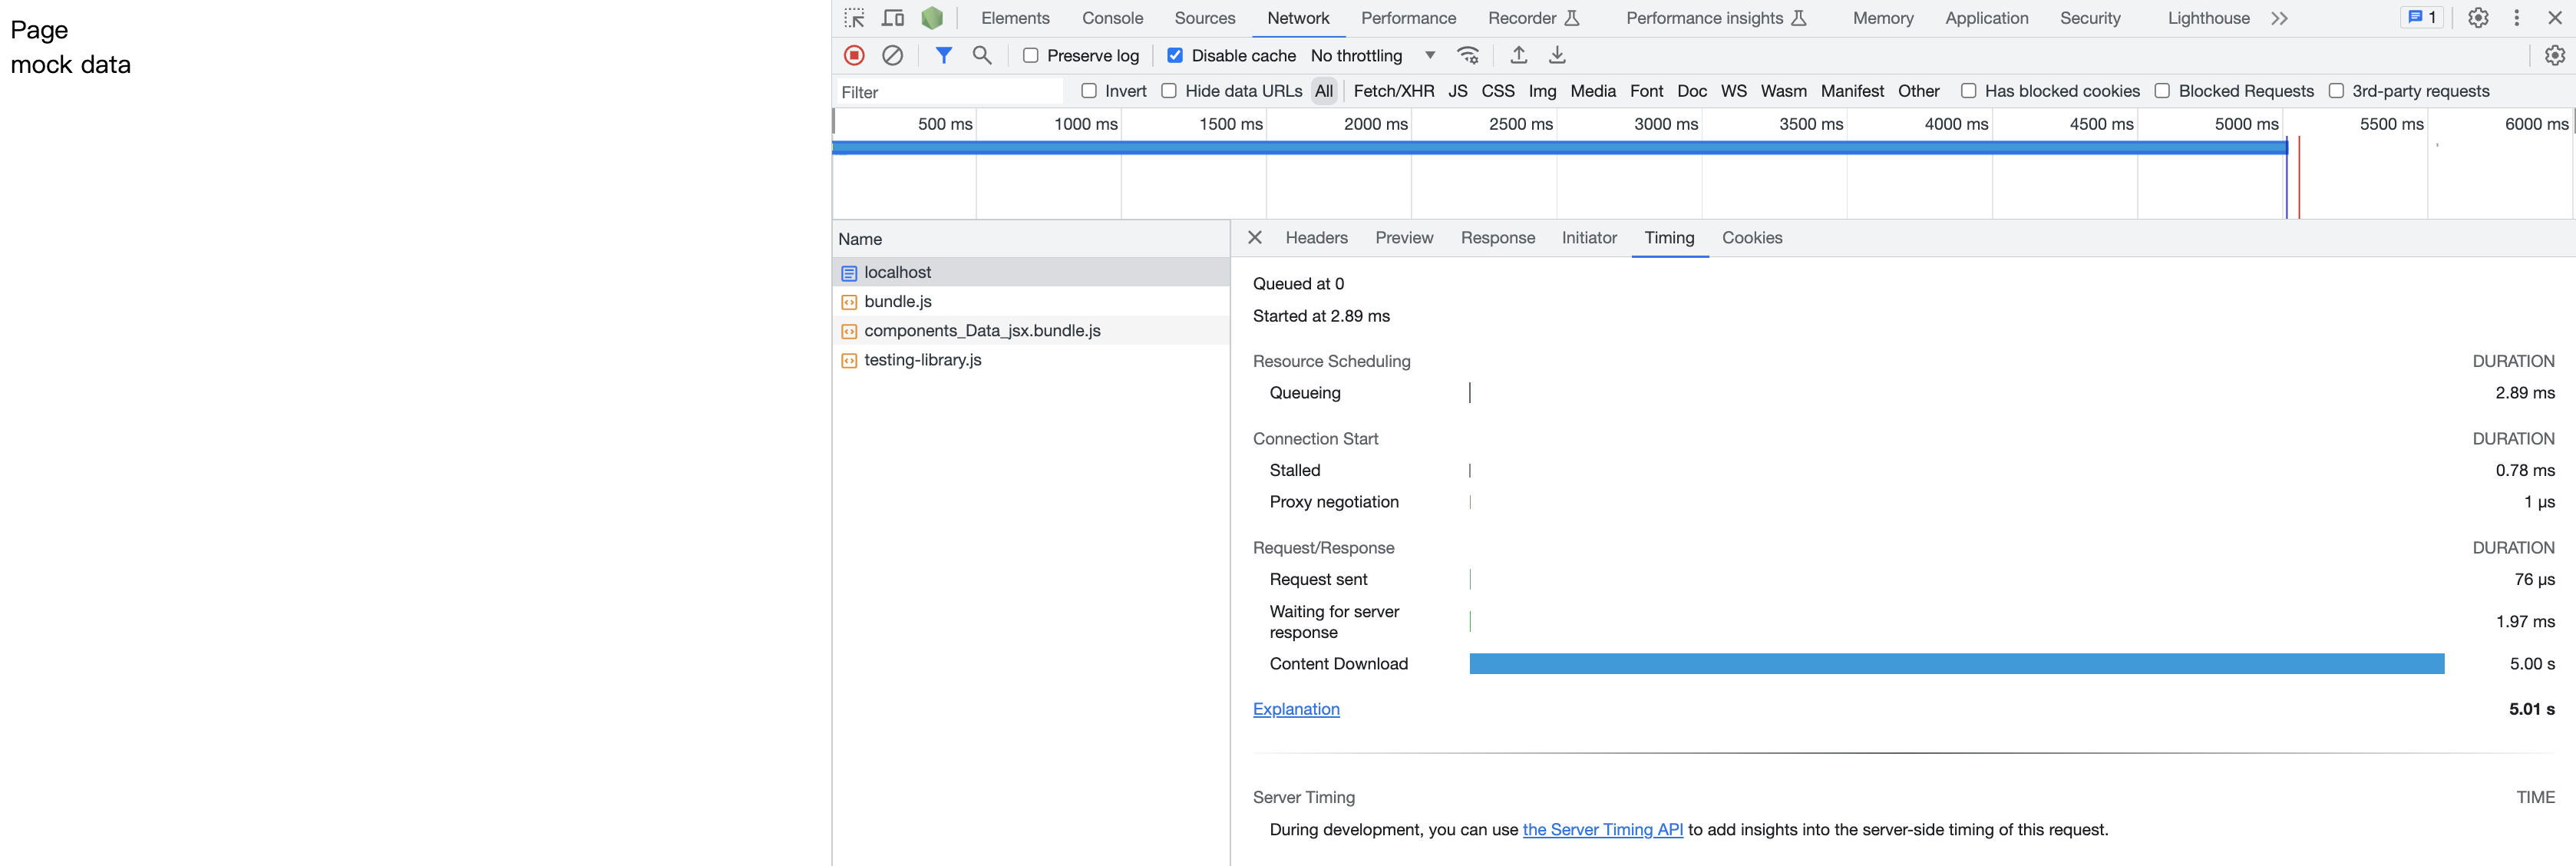 Page
mock data
Elements Console Sources Network Performance Recorder Performance insights Memory Application Security Lighthouse 1
Preserve log Disable cache No throttling
Filter Invert Hide data URLs All Fetch/XHR JS CSS Img Media Font Doc WS Wasm Manifest Other Has blocked cookies Blocked Requests 3rd-party requests
500 ms 1000 ms 1500 ms 2000 ms 2500 ms 3000 ms 3500 ms 4000 ms 4500 ms 5000 ms 5500 ms 6000 ms
Name
localhost
bundle.js
components_Data_jsx.bundle.js
testing-library.js
Headers Preview Response Initiator Timing Cookies
Queued at 0
Started at 2.89 ms
Resource Scheduling DURATION
Queueing 2.89 ms
Connection Start DURATION
Stalled 0.78 ms
Proxy negotiation 1 µs
Request/Response DURATION
Request sent 76 µs
Waiting for server
response 1.97 ms
Content Download 5.00 s
Explanation 5.01 s
Server Timing TIME
During development, you can use the Server Timing API to add insights into the server-side timing of this request.